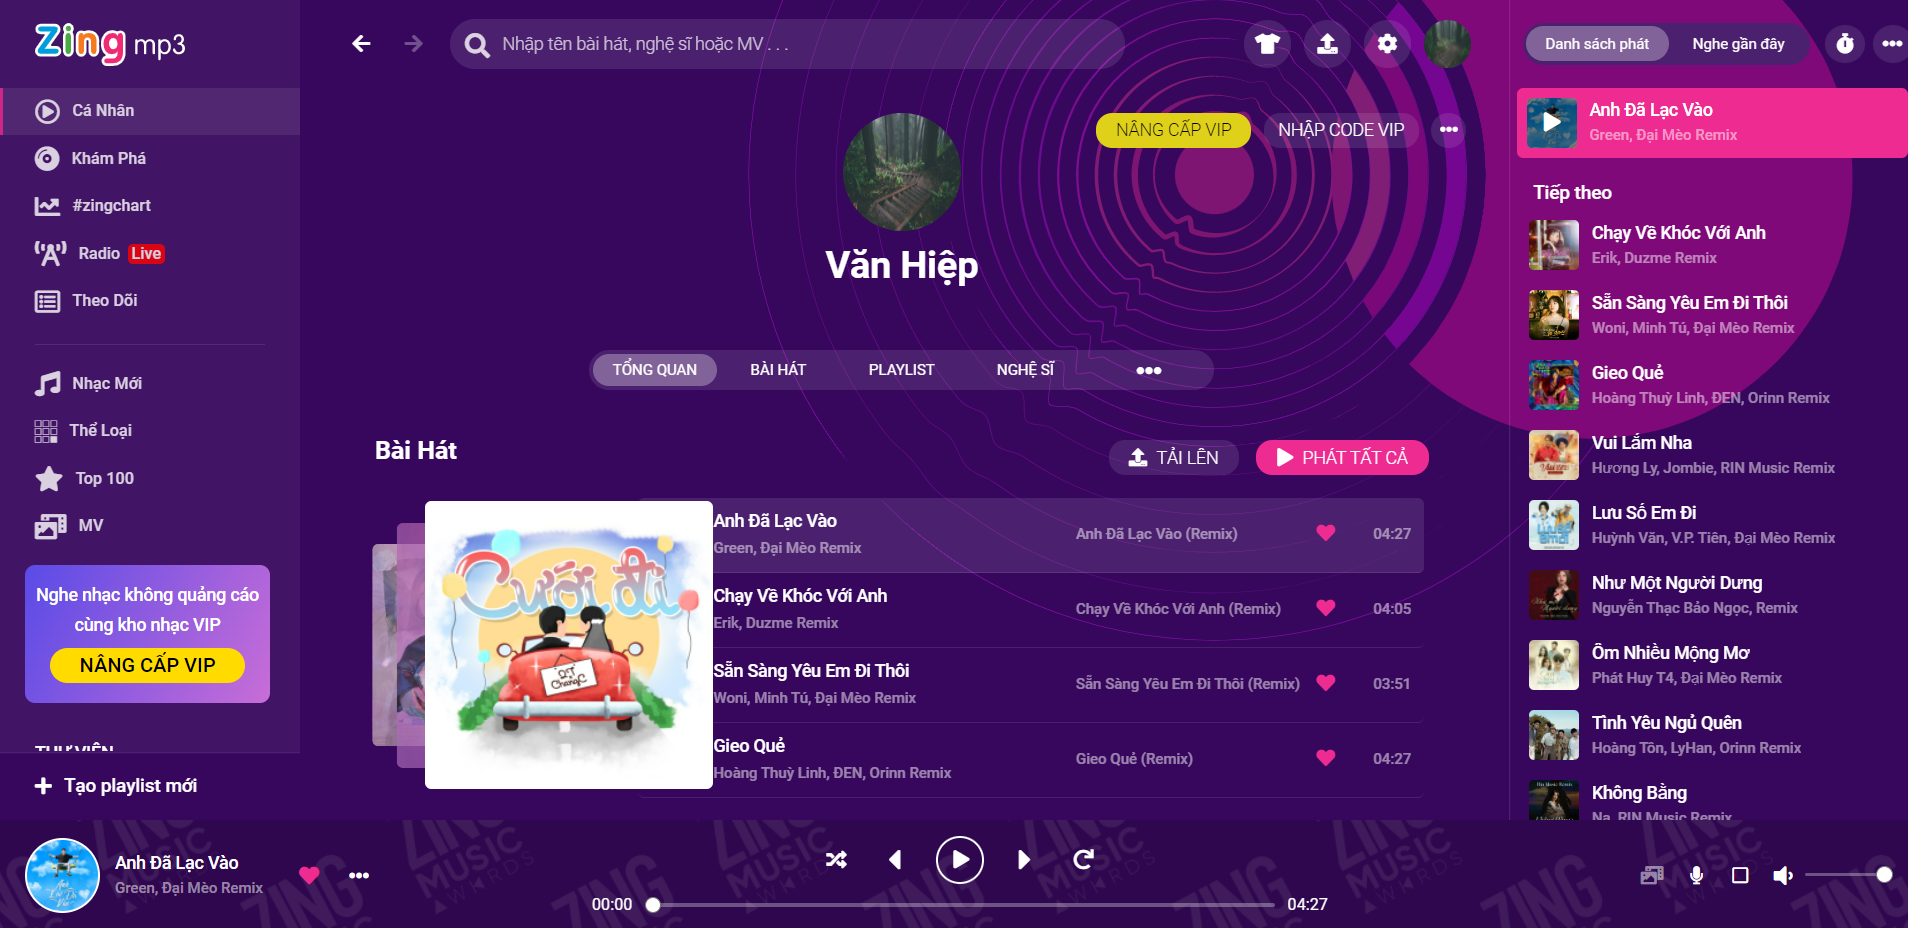 Zing mp3
Cá Nhân
Khám Phá
#zingchart
Radio Live
Theo Dõi
Nhạc Mới
Thể Loại
Top 100
MV
Nghe nhạc không quảng cáo
cùng kho nhạc VIP
NÂNG CẤP VIP
THƯ VIỆN
Tạo playlist mới
Nhập tên bài hát, nghệ sĩ hoặc MV . . .
NÂNG CẤP VIP
NHẬP CODE VIP
Văn Hiệp
TỔNG QUAN
BÀI HÁT
PLAYLIST
NGHỆ SĨ
Bài Hát
TẢI LÊN
PHÁT TẤT CẢ
Cưới đi
2T
ChangC
Anh Đã Lạc Vào
Green, Đại Mèo Remix
Anh Đã Lạc Vào (Remix)
04:27
Chạy Về Khóc Với Anh
Erik, Duzme Remix
Chạy Về Khóc Với Anh (Remix)
04:05
Sẵn Sàng Yêu Em Đi Thôi
Woni, Minh Tú, Đại Mèo Remix
Sẵn Sàng Yêu Em Đi Thôi (Remix)
03:51
Gieo Quẻ
Hoàng Thuỳ Linh, ĐEN, Orinn Remix
Gieo Quẻ (Remix)
04:27
Danh sách phát
Nghe gần đây
Anh Đã Lạc Vào
Green, Đại Mèo Remix
Tiếp theo
Chạy Về Khóc Với Anh
Erik, Duzme Remix
Sẵn Sàng Yêu Em Đi Thôi
Woni, Minh Tú, Đại Mèo Remix
Gieo Quẻ
Hoàng Thuỳ Linh, ĐEN, Orinn Remix
Vui Lắm Nha
Hương Ly, Jombie, RIN Music Remix
Lưu Số Em Đi
Huỳnh Văn, V.P. Tiên, Đại Mèo Remix
Như Một Người Dưng
Nguyễn Thạc Bảo Ngọc, Remix
Ôm Nhiều Mộng Mơ
Phát Huy T4, Đại Mèo Remix
Tình Yêu Ngủ Quên
Hoàng Tôn, LyHan, Orinn Remix
Không Bằng
Na, RIN Music Remix
Anh Đã Lạc Vào
Green, Đại Mèo Remix
00:00
04:27
ZING
MUSIC
AWARDS